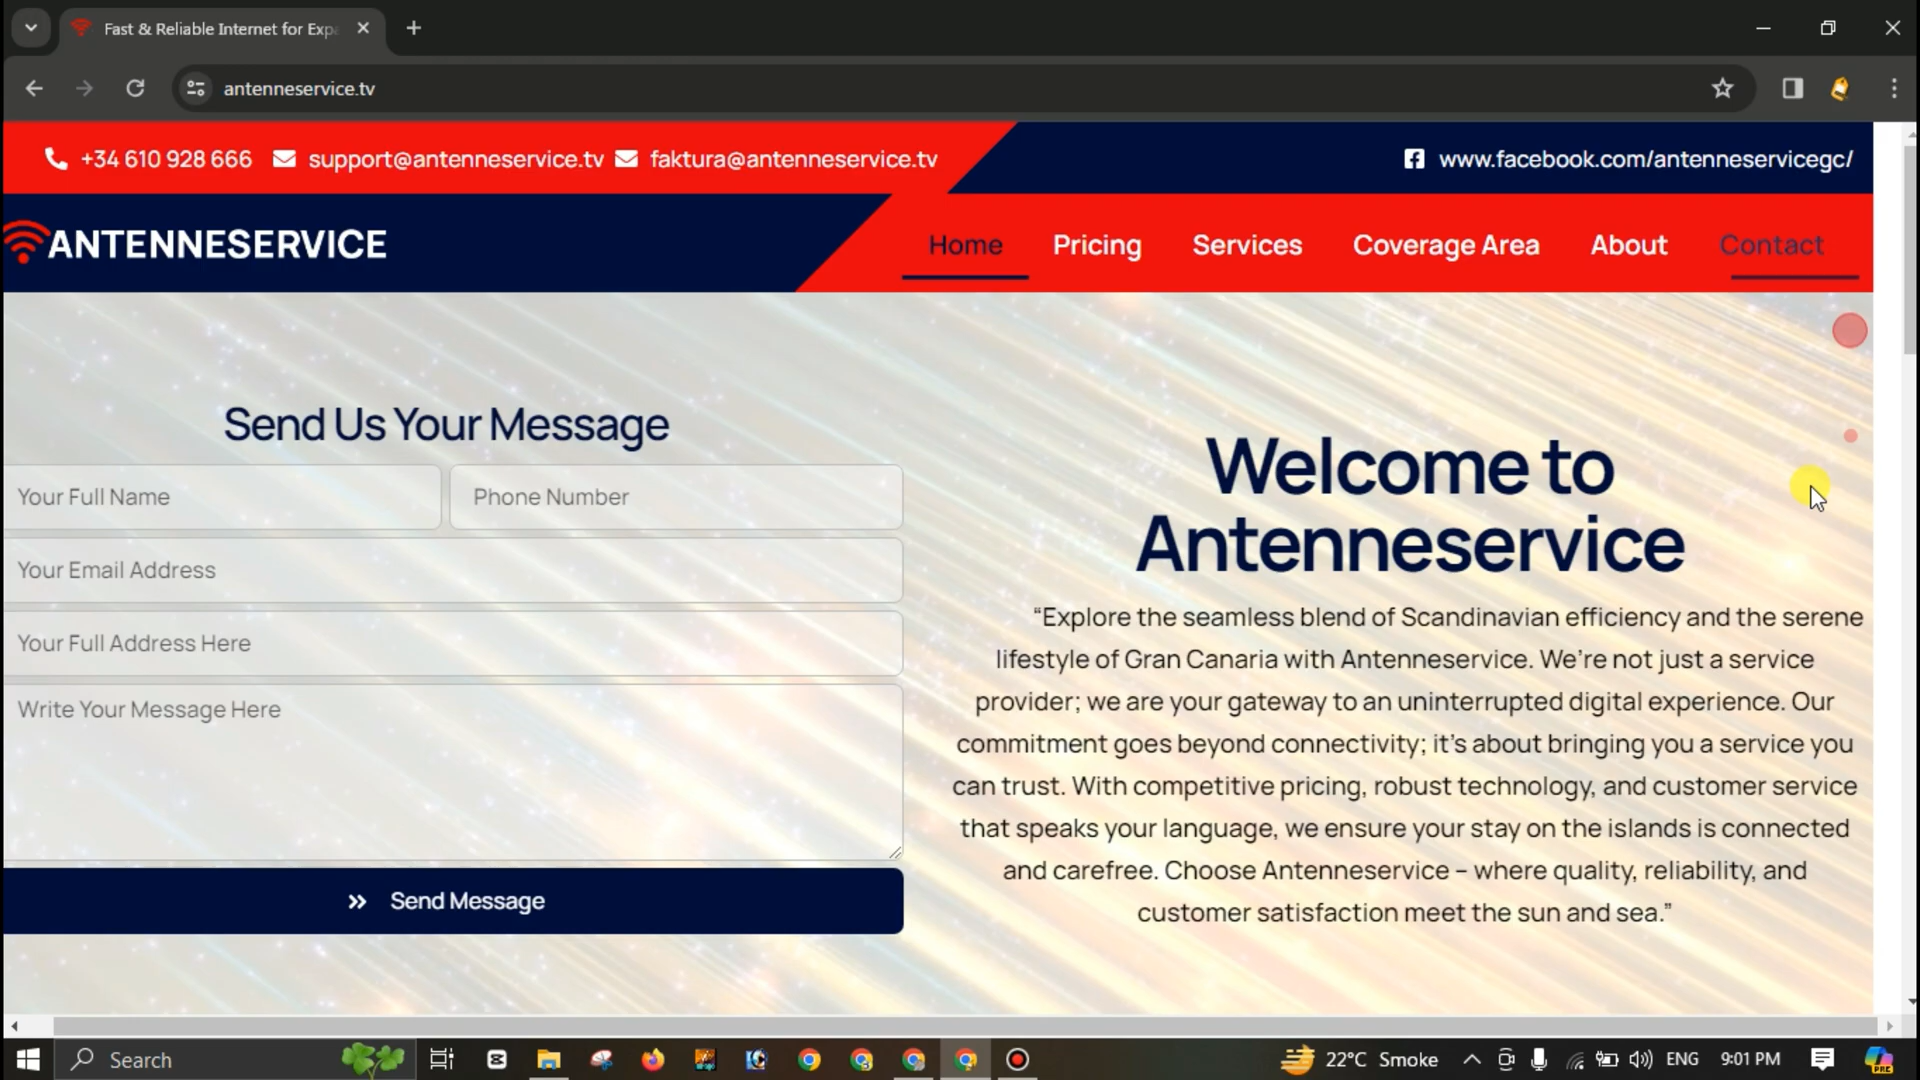 Fast & Reliable Internet for Expa
antenneservice.tv
+34 610 928 666 support@antenneservice.tv faktura@antenneservice.tv
www.facebook.com/antenneservicegc/
ANTENNESERVICE
Home Pricing Services Coverage Area About Contact
Send Us Your Message
Your Full Name Phone Number
Your Email Address
Your Full Address Here
Write Your Message Here
Send Message
Welcome to
Antenneservice
“Explore the seamless blend of Scandinavian efficiency and the serene
lifestyle of Gran Canaria with Antenneservice. We’re not just a service
provider; we are your gateway to an uninterrupted digital experience. Our
commitment goes beyond connectivity; it’s about bringing you a service you
can trust. With competitive pricing, robust technology, and customer service
that speaks your language, we ensure your stay on the islands is connected
and carefree. Choose Antenneservice – where quality, reliability, and
customer satisfaction meet the sun and sea.”
Search
22°C Smoke
ENG
9:01 PM
PRE